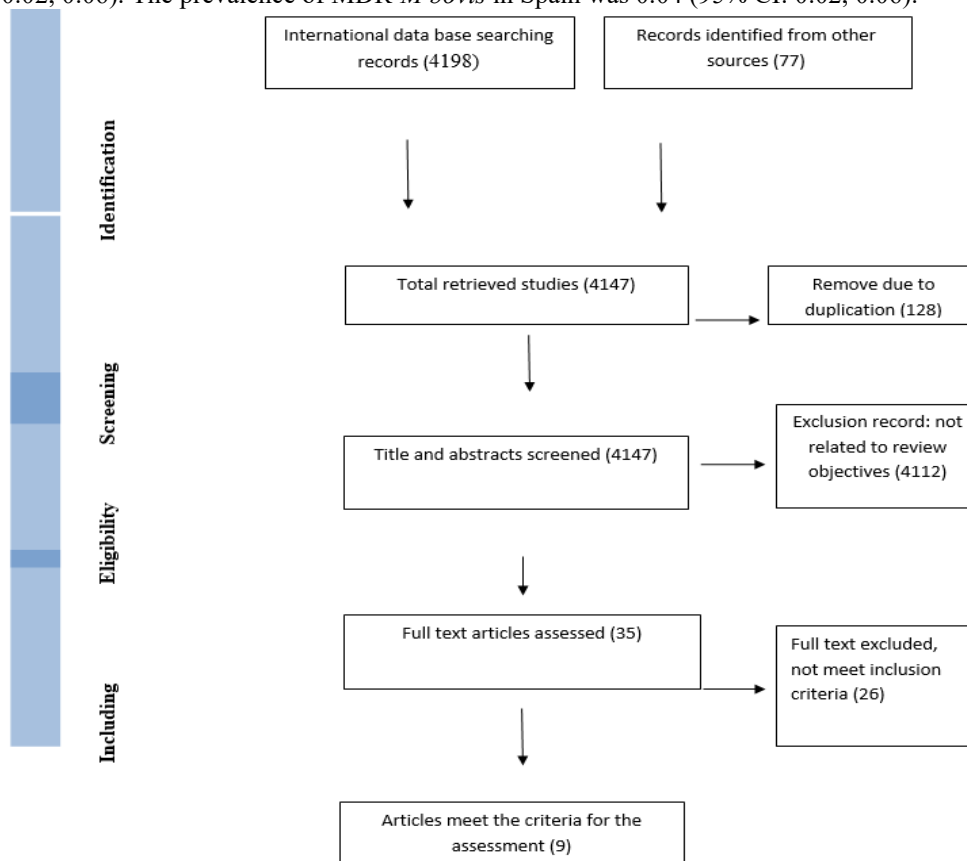 0.02, 0.06). The prevalence of MDR M bovis in Spain was 0.04 (95% CI: 0.02, 0.06).
International data base searching
records (4198)
Records identified from other
sources (77)
Identification
Total retrieved studies (4147)
Remove due to
duplication (128)
Screening
Title and abstracts screened (4147)
Exclusion record: not
related to review
objectives (4112)
Eligibility
Full text articles assessed (35)
Full text excluded,
not meet inclusion
criteria (26)
Including
Articles meet the criteria for the
assessment (9)